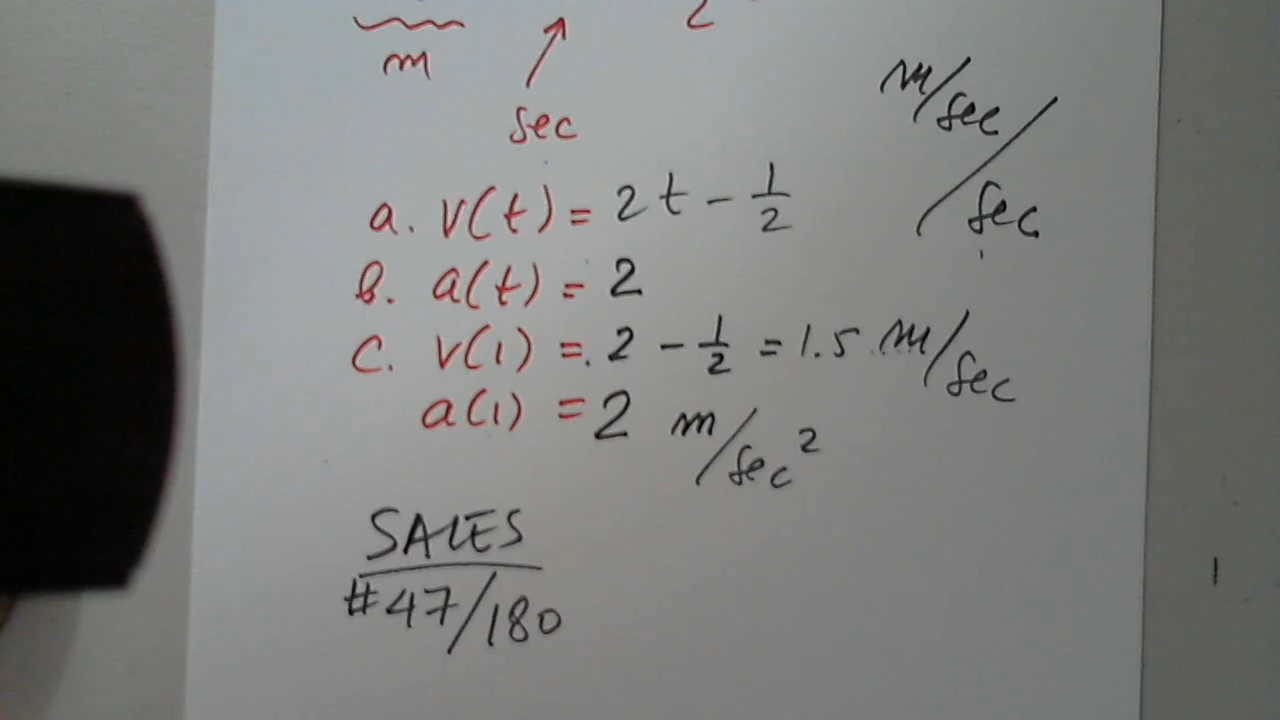 m
sec
2
m/sec/sec
a. v(t) = 2t - 1/2
b. a(t) = 2
c. v(1) = 2 - 1/2 = 1.5 m/sec
a(1) = 2 m/sec²
SALES
#47/180